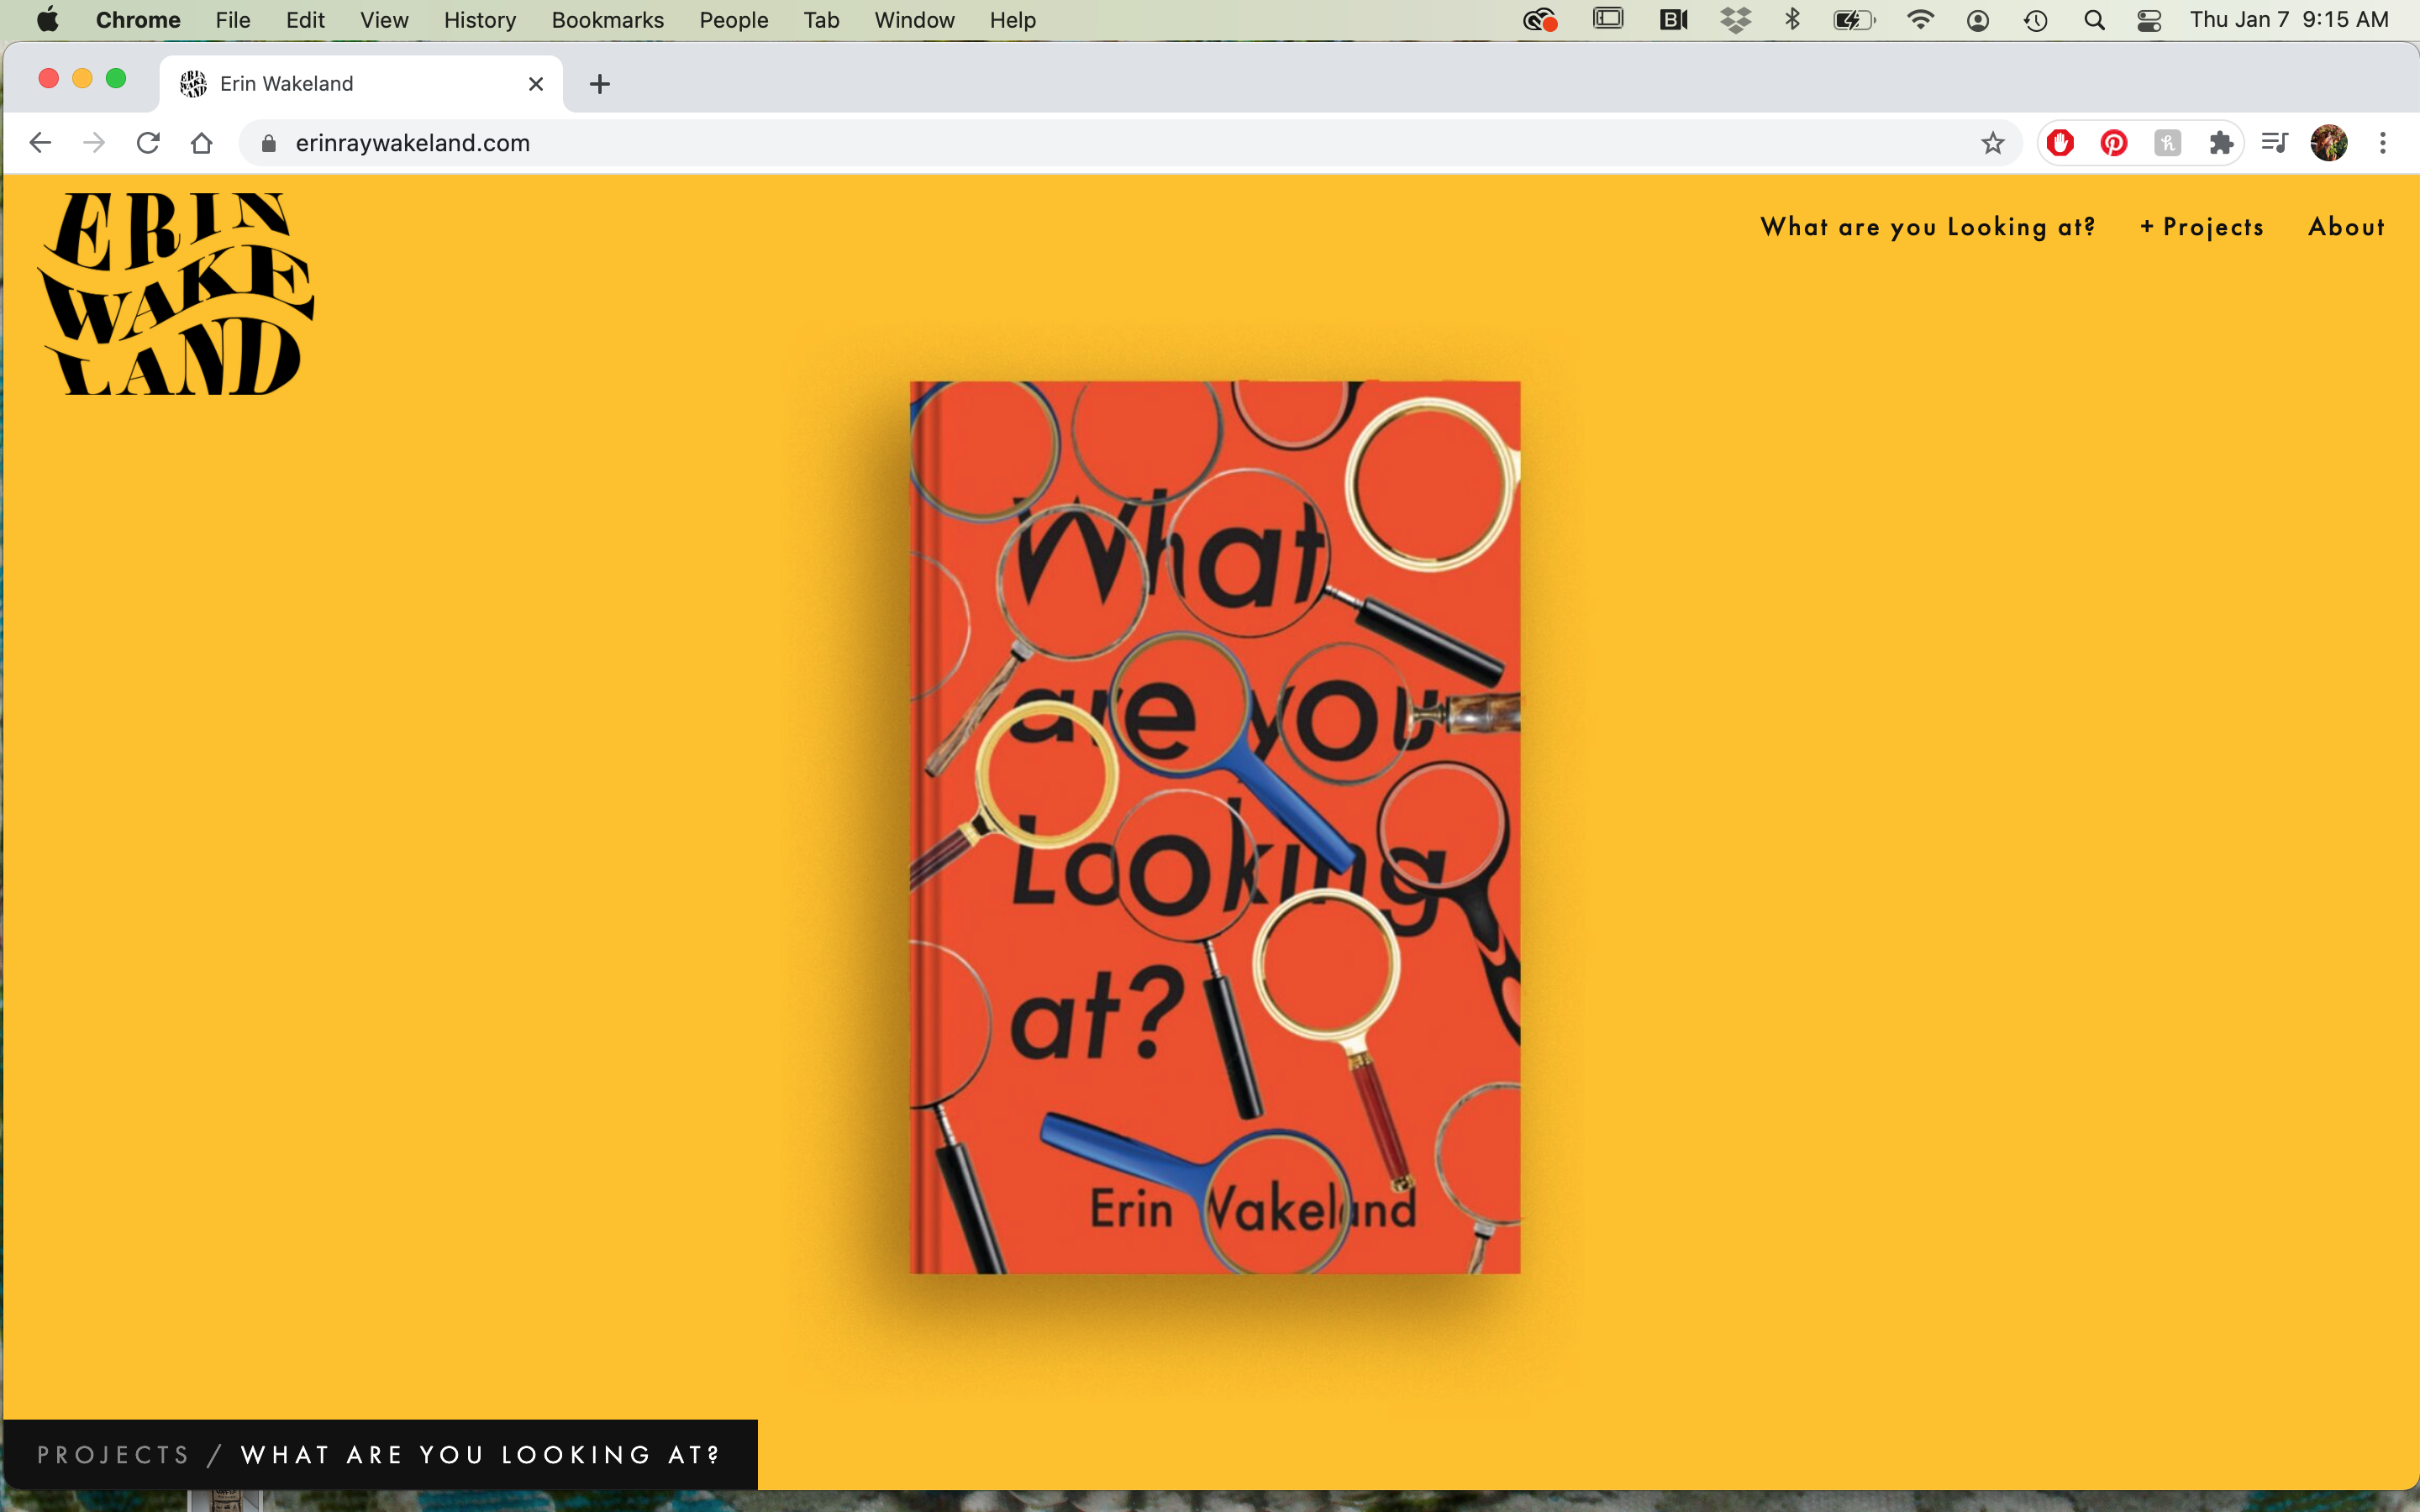 Chrome File Edit View History Bookmarks People Tab Window Help Thu Jan 7 9:15 AM
Erin Wakeland
erinraywakeland.com
ERIN
WAKE
LAND
What are you Looking at? + Projects About
What
are you
Looking
at?
Erin Wakeland
PROJECTS / WHAT ARE YOU LOOKING AT?